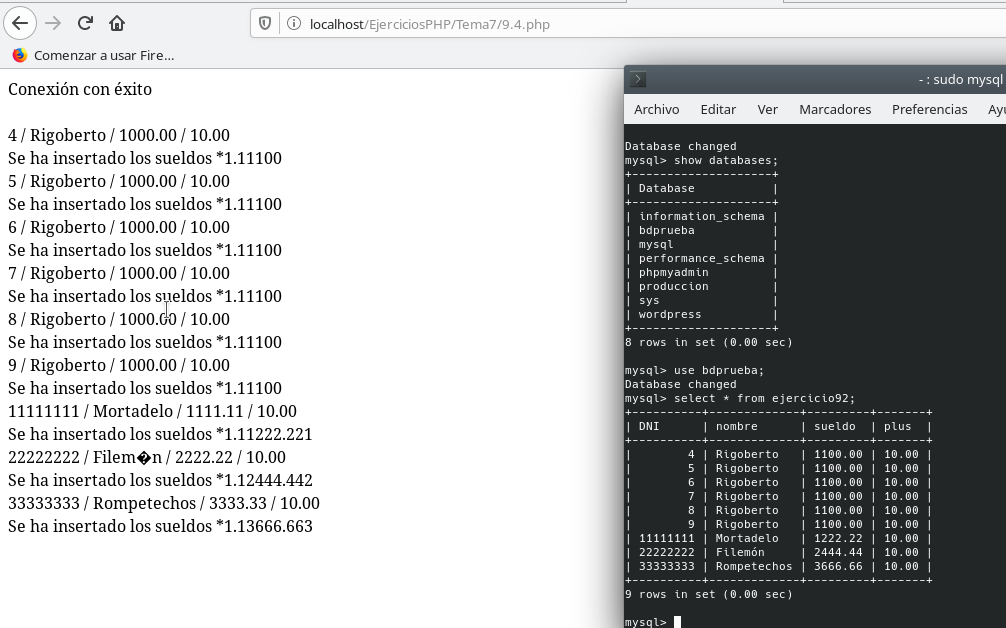 localhost/EjerciciosPHP/Tema7/9.4.php
Comenzar a usar Fire...
Conexión con éxito
4 / Rigoberto / 1000.00 / 10.00
Se ha insertado los sueldos *1.11100
5 / Rigoberto / 1000.00 / 10.00
Se ha insertado los sueldos *1.11100
6 / Rigoberto / 1000.00 / 10.00
Se ha insertado los sueldos *1.11100
7 / Rigoberto / 1000.00 / 10.00
Se ha insertado los sueldos *1.11100
8 / Rigoberto / 1000.00 / 10.00
Se ha insertado los sueldos *1.11100
9 / Rigoberto / 1000.00 / 10.00
Se ha insertado los sueldos *1.11100
11111111 / Mortadelo / 1111.11 / 10.00
Se ha insertado los sueldos *1.11222.221
22222222 / Filem�n / 2222.22 / 10.00
Se ha insertado los sueldos *1.12444.442
33333333 / Rompetechos / 3333.33 / 10.00
Se ha insertado los sueldos *1.13666.663
- : sudo mysql
Archivo Editar Ver Marcadores Preferencias Ayu
Database changed
mysql> show databases;
+--------------------+
| Database           |
+--------------------+
| information_schema |
| bdprueba           |
| mysql              |
| performance_schema |
| phpmyadmin         |
| produccion         |
| sys                |
| wordpress          |
+--------------------+
8 rows in set (0.00 sec)
mysql> use bdprueba;
Database changed
mysql> select * from ejercicio92;
+----------+-------------+---------+-------+
| DNI      | nombre      | sueldo  | plus  |
+----------+-------------+---------+-------+
|        4 | Rigoberto   | 1100.00 | 10.00 |
|        5 | Rigoberto   | 1100.00 | 10.00 |
|        6 | Rigoberto   | 1100.00 | 10.00 |
|        7 | Rigoberto   | 1100.00 | 10.00 |
|        8 | Rigoberto   | 1100.00 | 10.00 |
|        9 | Rigoberto   | 1100.00 | 10.00 |
| 11111111 | Mortadelo   | 1222.22 | 10.00 |
| 22222222 | Filemón     | 2444.44 | 10.00 |
| 33333333 | Rompetechos | 3666.66 | 10.00 |
+----------+-------------+---------+-------+
9 rows in set (0.00 sec)
mysql>